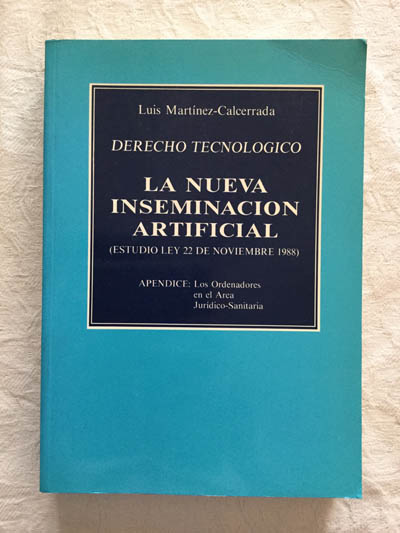 Luis Martínez-Calcerrada
DERECHO TECNOLOGICO
LA NUEVA
INSEMINACION
ARTIFICIAL
(ESTUDIO LEY 22 DE NOVIEMBRE 1988)
APENDICE: Los Ordenadores
en el Area
Jurídico-Sanitaria